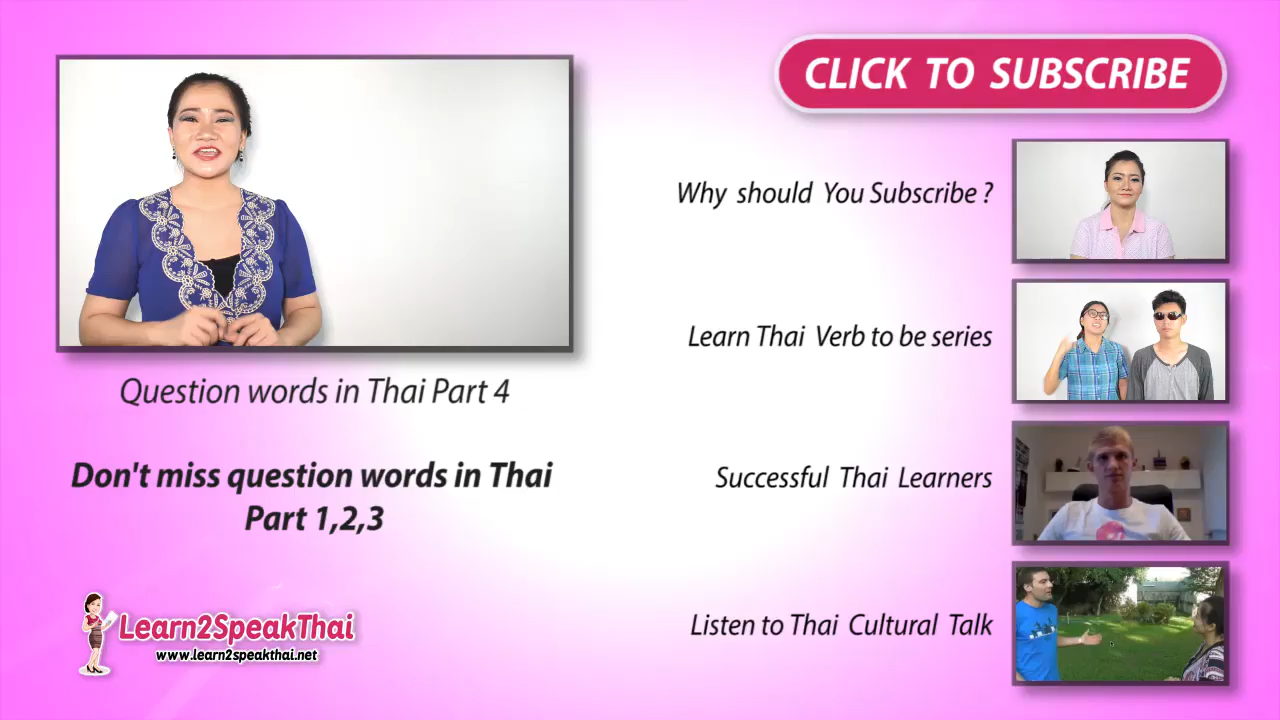 CLICK TO SUBSCRIBE
Why should You Subscribe ?
Learn Thai Verb to be series
Question words in Thai Part 4
Don't miss question words in Thai
Part 1,2,3
Successful Thai Learners
Listen to Thai Cultural Talk
Learn2SpeakThai
www.learn2speakthai.net